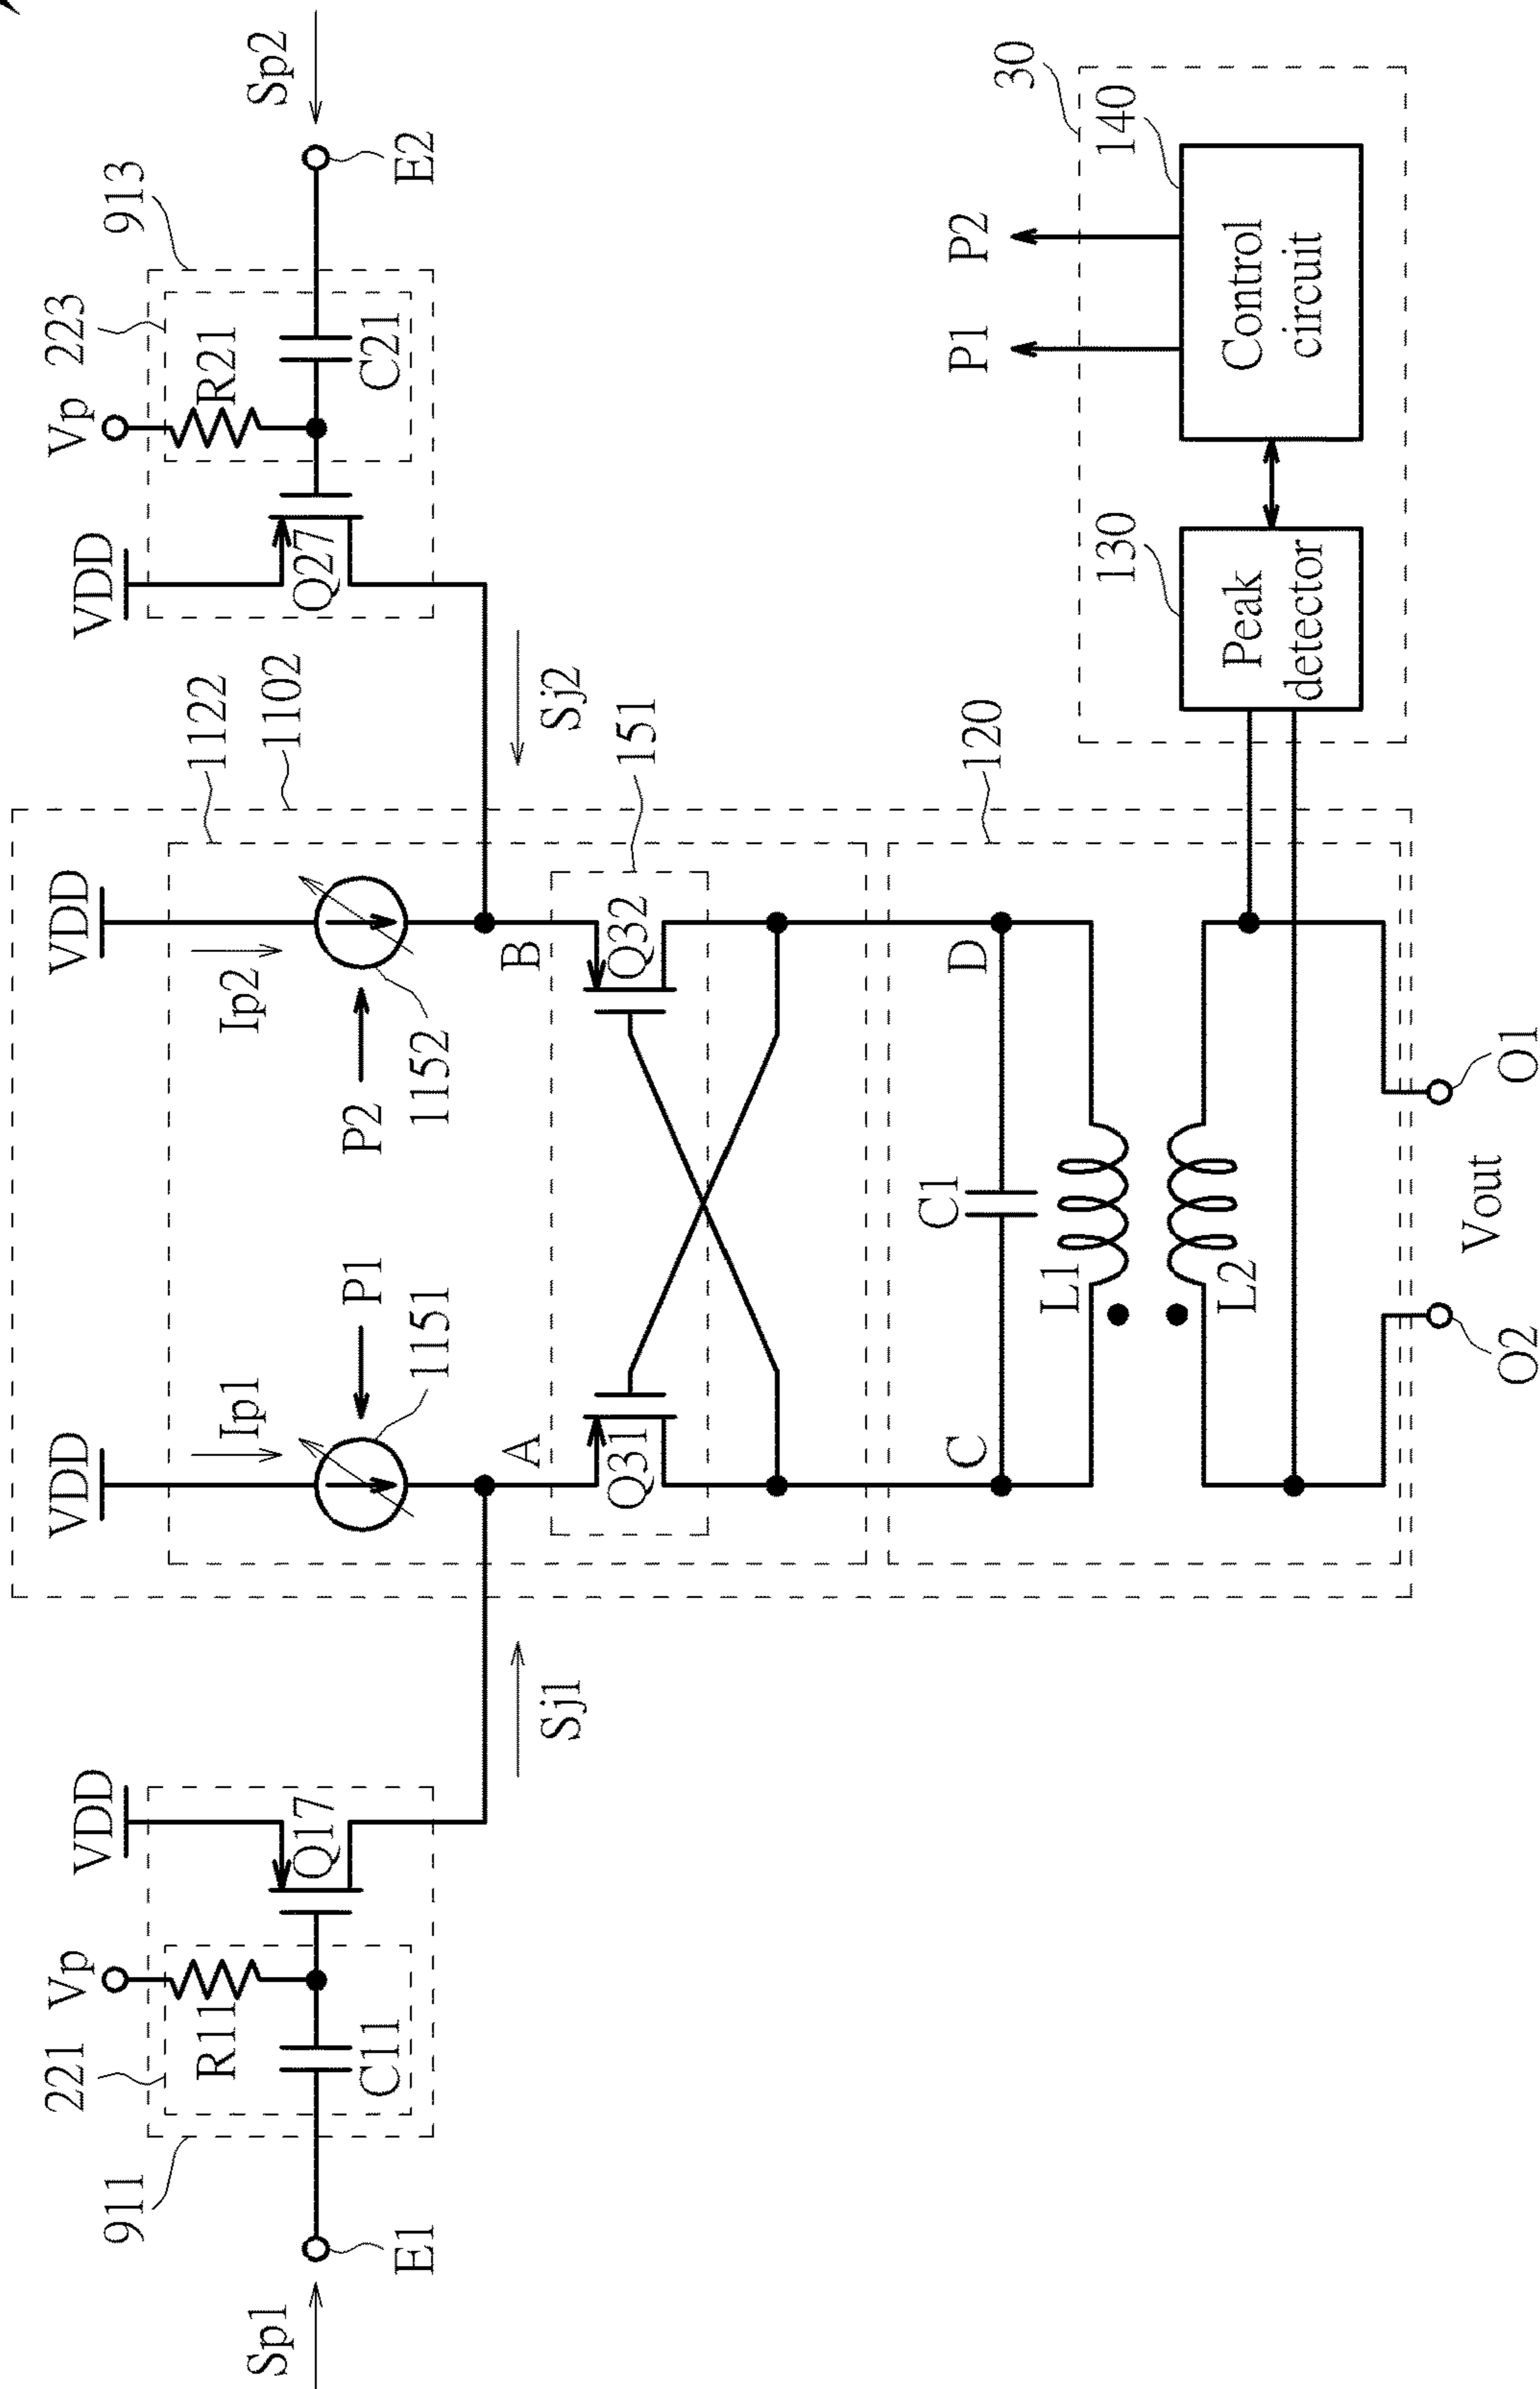 Sp1
E1
911
221
Vp
R11
C11
Q17
VDD
Sj1
VDD
Ip1
1151
P1
A
Q31
VDD
Ip2
1152
P2
B
Q32
1122
1102
151
Sj2
VDD
Q27
Vp
223
R21
C21
913
E2
Sp2
C
D
C1
L1
L2
120
O2
Vout
O1
130
Peak
detector
P1
P2
30
140
Control
circuit